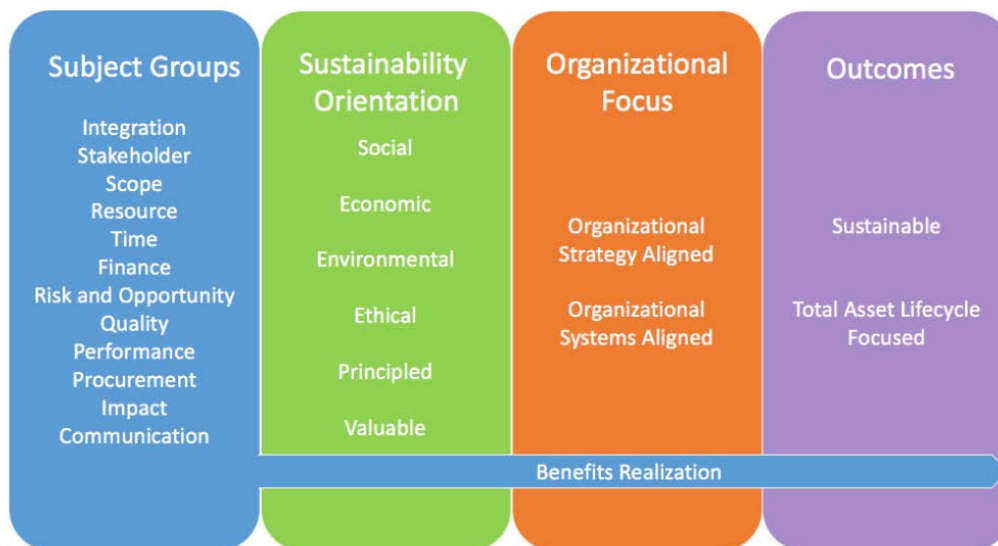 Subject Groups
Integration
Stakeholder
Scope
Resource
Time
Finance
Risk and Opportunity
Quality
Performance
Procurement
Impact
Communication
Sustainability
Orientation
Social
Economic
Environmental
Ethical
Principled
Valuable
Organizational
Focus
Organizational
Strategy Aligned
Organizational
Systems Aligned
Outcomes
Sustainable
Total Asset Lifecycle
Focused
Benefits Realization